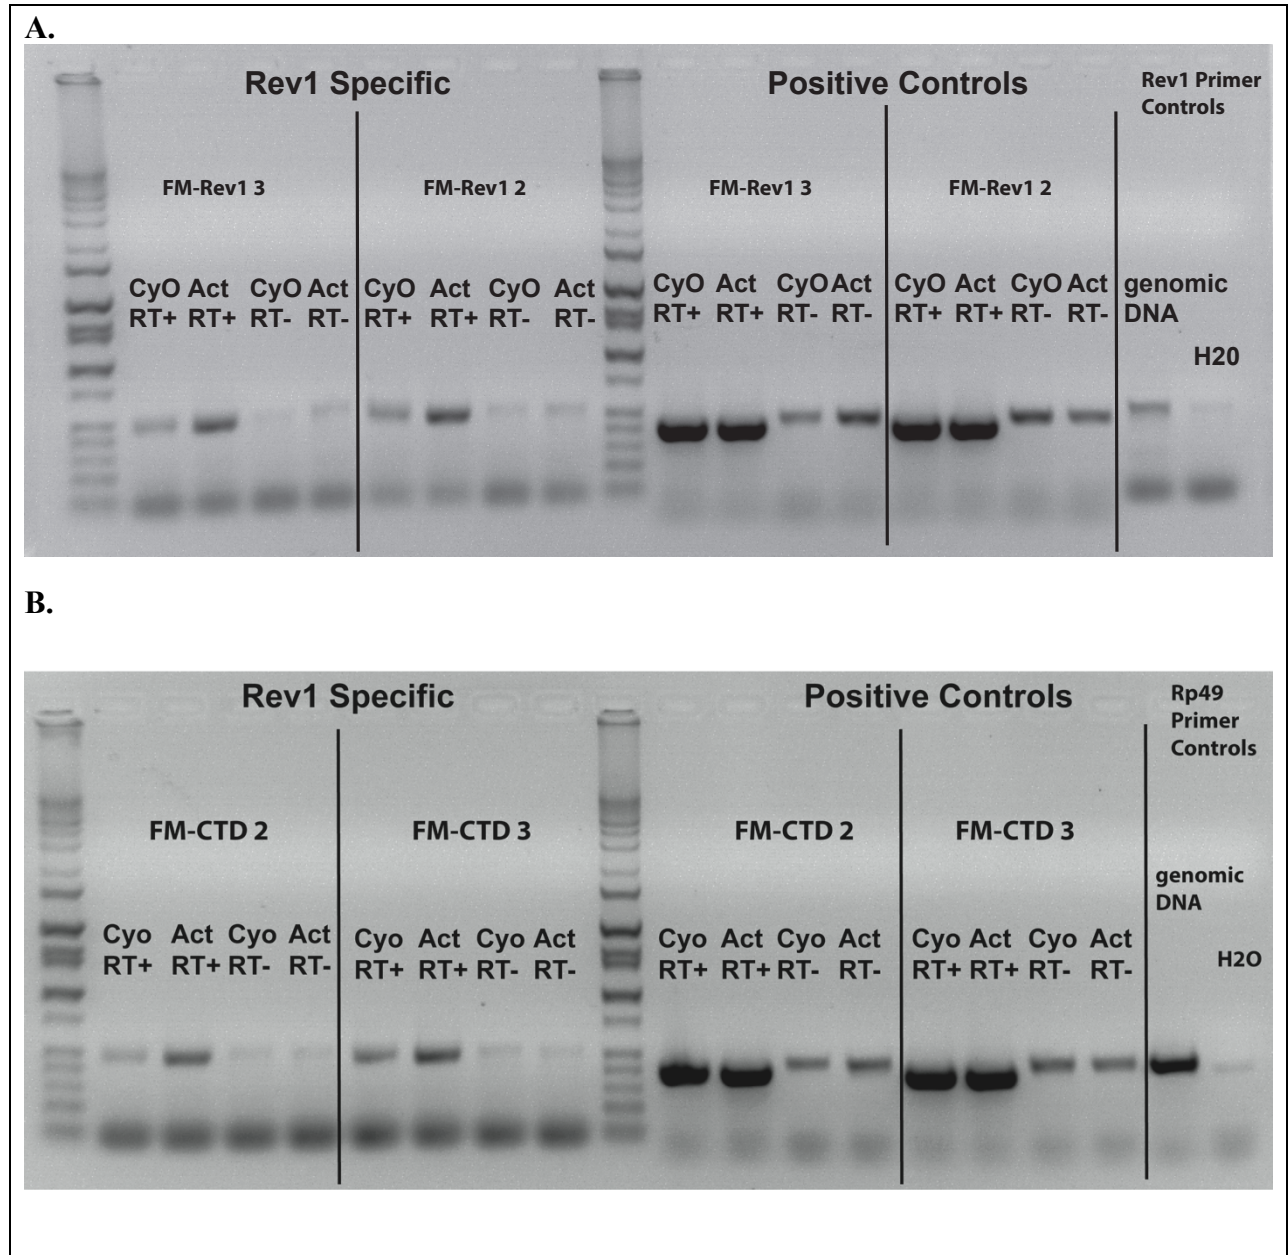 A.
Rev1 Specific
Positive Controls
Rev1 Primer
Controls
FM-Rev1 3
FM-Rev1 2
FM-Rev1 3
FM-Rev1 2
CyO Act CyO Act CyO Act CyO Act
RT+ RT+ RT- RT- RT+ RT+ RT- RT-
CyO Act CyO Act CyO Act CyO Act
RT+ RT+ RT- RT- RT+ RT+ RT- RT-
genomic
DNA
H20
B.
Rev1 Specific
Positive Controls
Rp49
Primer
Controls
FM-CTD 2
FM-CTD 3
FM-CTD 2
FM-CTD 3
genomic
DNA
Cyo Act Cyo Act Cyo Act Cyo Act
RT+ RT+ RT- RT- RT+ RT+ RT- RT-
Cyo Act Cyo Act Cyo Act Cyo Act
RT+ RT+ RT- RT- RT+ RT+ RT- RT-
H2O